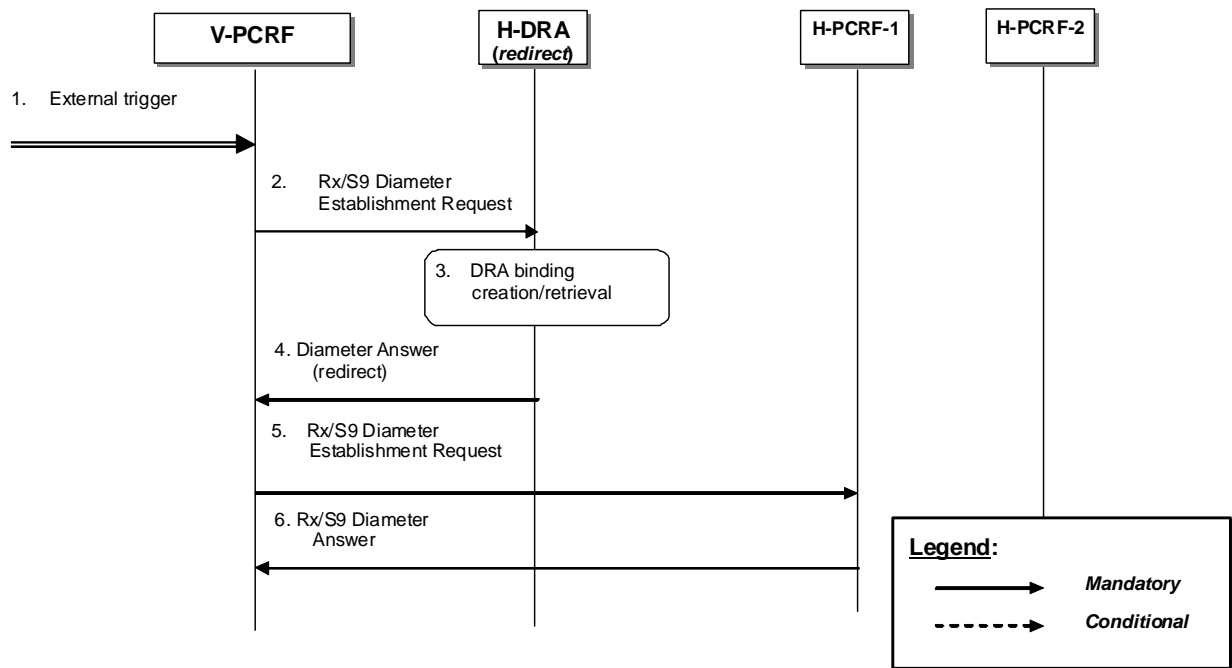 V-PCRF
H-DRA
(redirect)
H-PCRF-1
H-PCRF-2
1. External trigger
2. Rx/S9 Diameter
Establishment Request
3. DRA binding
creation/retrieval
4. Diameter Answer
(redirect)
5. Rx/S9 Diameter
Establishment Request
6. Rx/S9 Diameter
Answer
Legend:
Mandatory
Conditional